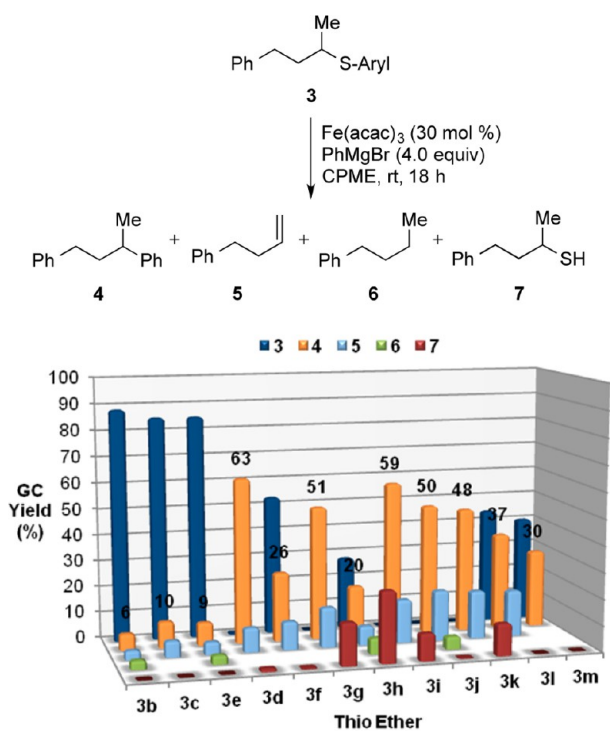 Me
Ph S-Aryl
3
Fe(acac)3 (30 mol %)
PhMgBr (4.0 equiv)
CPME, rt, 18 h
Me Me Me
Ph Ph + Ph + Ph + Ph SH
4 5 6 7
3 4 5 6 7
100
90
80
70
60
50
40
30
20
10
0
GC
Yield
(%)
6 10 9 63 26 51 20 59 50 48 37 30
3b 3c 3e 3d 3f 3g 3h 3i 3j 3k 3l 3m
Thio Ether